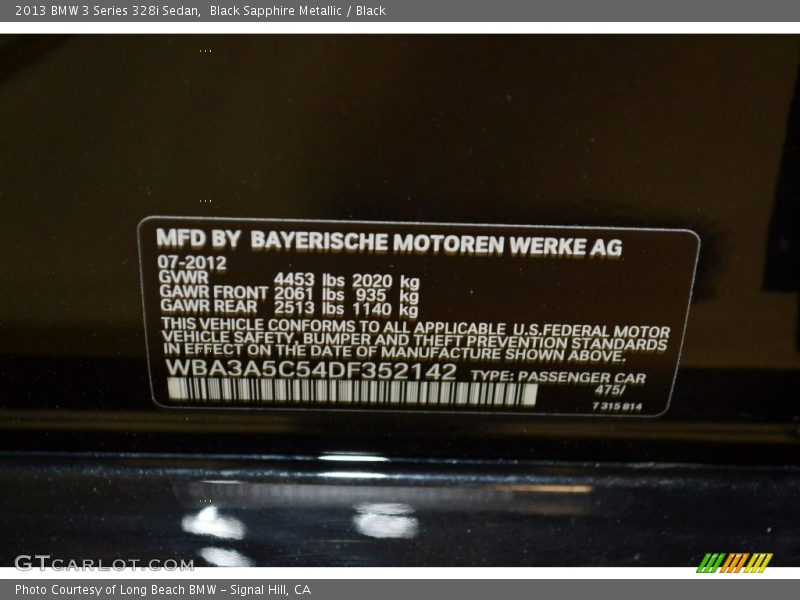 2013 BMW 3 Series 328i Sedan,  Black Sapphire Metallic / Black
MFD BY BAYERISCHE MOTOREN WERKE AG
07-2012
GVWR 4453 lbs 2020 kg
GAWR FRONT 2061 lbs 935 kg
GAWR REAR 2513 lbs 1140 kg
THIS VEHICLE CONFORMS TO ALL APPLICABLE U.S.FEDERAL MOTOR
VEHICLE SAFETY, BUMPER AND THEFT PREVENTION STANDARDS
IN EFFECT ON THE DATE OF MANUFACTURE SHOWN ABOVE.
WBA3A5C54DF352142 TYPE: PASSENGER CAR
475/
7 315 814
GTCARLOT.COM
Photo Courtesy of Long Beach BMW - Signal Hill, CA